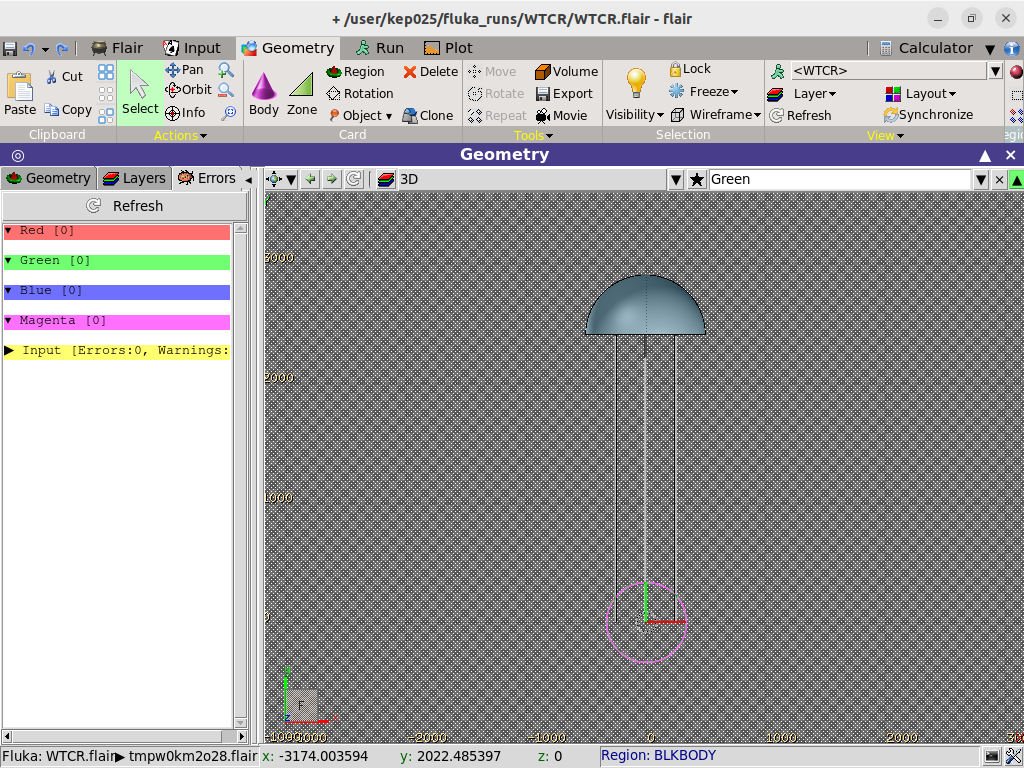 + /user/kep025/fluka_runs/WTCR/WTCR.flair - flair
Flair Input Geometry Run Plot Calculator
Paste Cut Copy
Clipboard
Select Pan Orbit Info
Actions
Body Zone Region Rotation Object Delete Clone
Card
Move Rotate Repeat Volume Export Movie
Tools
Visibility Lock Freeze Wireframe
Selection
<WTCR>
Layer Layout
Refresh Synchronize
View
Geometry
Geometry Layers Errors
3D
Green
Refresh
Red [0]
Green [0]
Blue [0]
Magenta [0]
Input [Errors:0, Warnings:
3000
2000
1000
0
F
-2000 -1000 0 1000 2000
Fluka: WTCR.flair tmpw0km2o28.flair x: -3174.003594 y: 2022.485397 z: 0 Region: BLKBODY